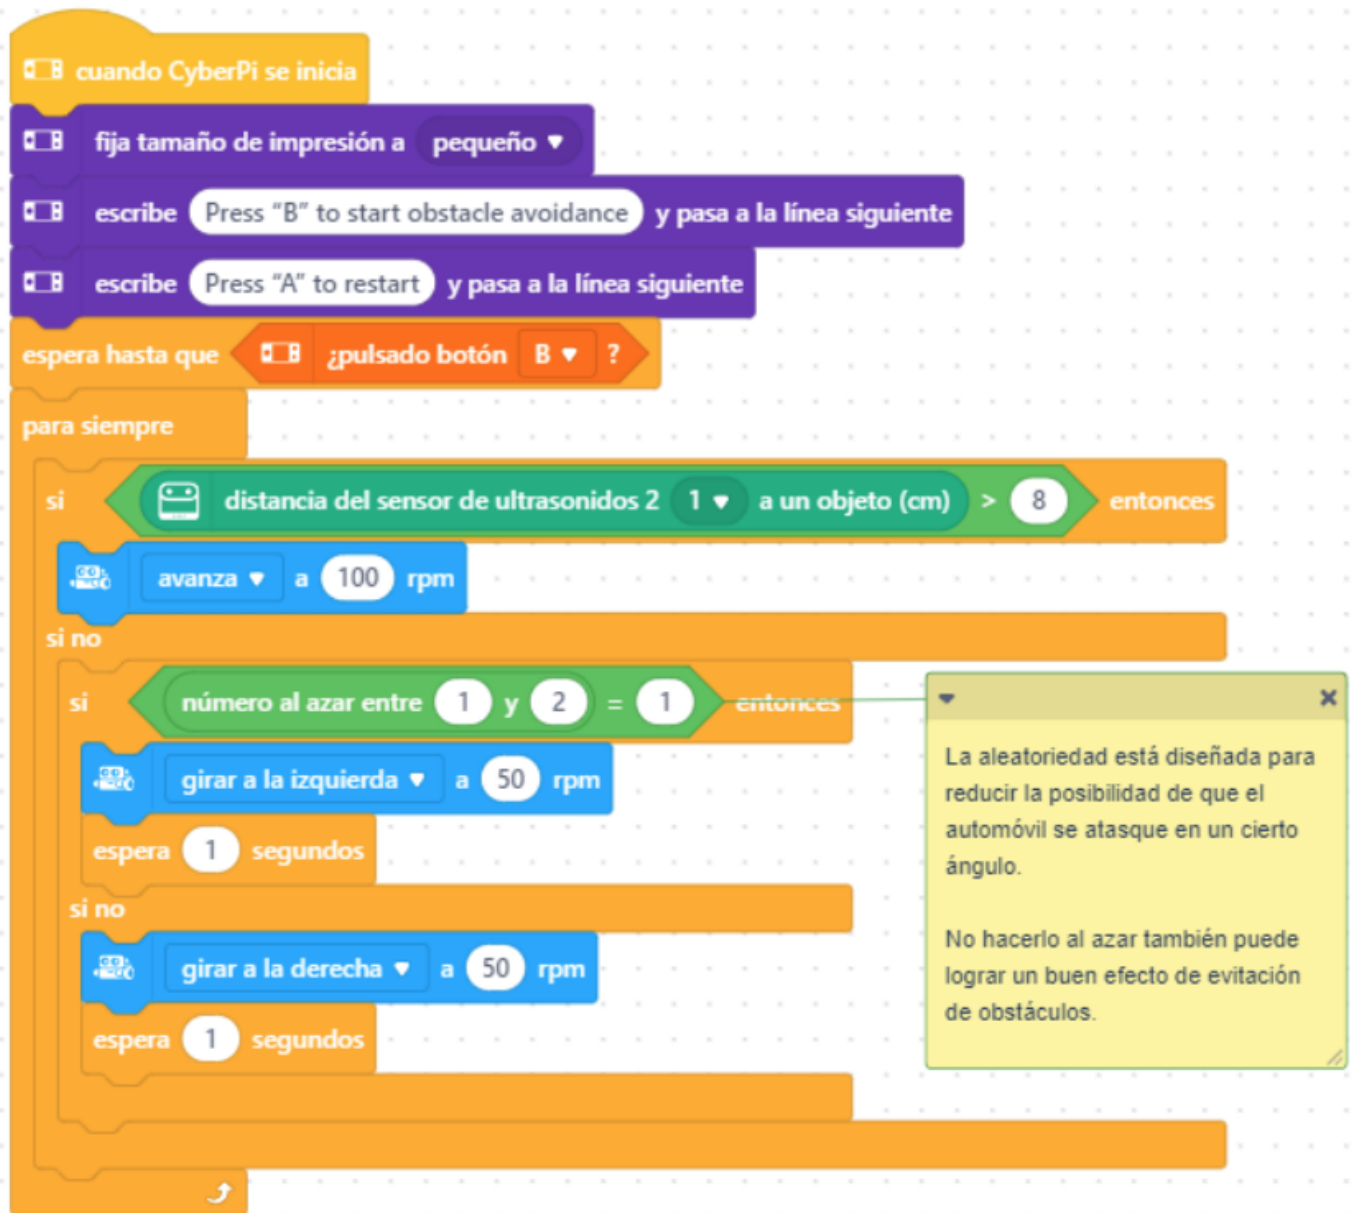 cuando CyberPi se inicia
fija tamaño de impresión a pequeño
escribe Press “B” to start obstacle avoidance y pasa a la línea siguiente
escribe Press “A” to restart y pasa a la línea siguiente
espera hasta que ¿pulsado botón B ?
para siempre
si distancia del sensor de ultrasonidos 2 1 a un objeto (cm) > 8 entonces
avanza a 100 rpm
si no
si número al azar entre 1 y 2 = 1 entonces
girar a la izquierda a 50 rpm
espera 1 segundos
si no
girar a la derecha a 50 rpm
espera 1 segundos
La aleatoriedad está diseñada para
reducir la posibilidad de que el
automóvil se atasque en un cierto
ángulo.
No hacerlo al azar también puede
lograr un buen efecto de evitación
de obstáculos.